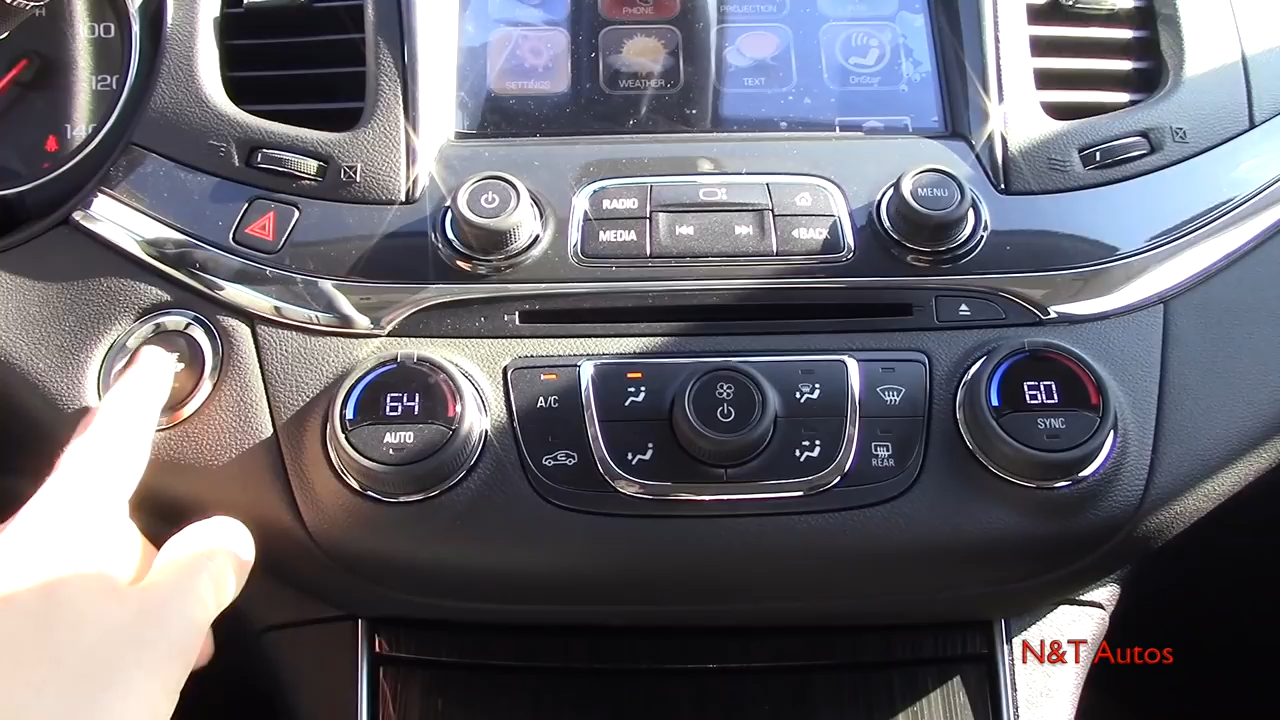 100
120
140
PHONE
PROJECTION
SETTINGS
WEATHER
TEXT
OnStar
RADIO
MEDIA
BACK
MENU
64
AUTO
A/C
REAR
60
SYNC
N&T Autos